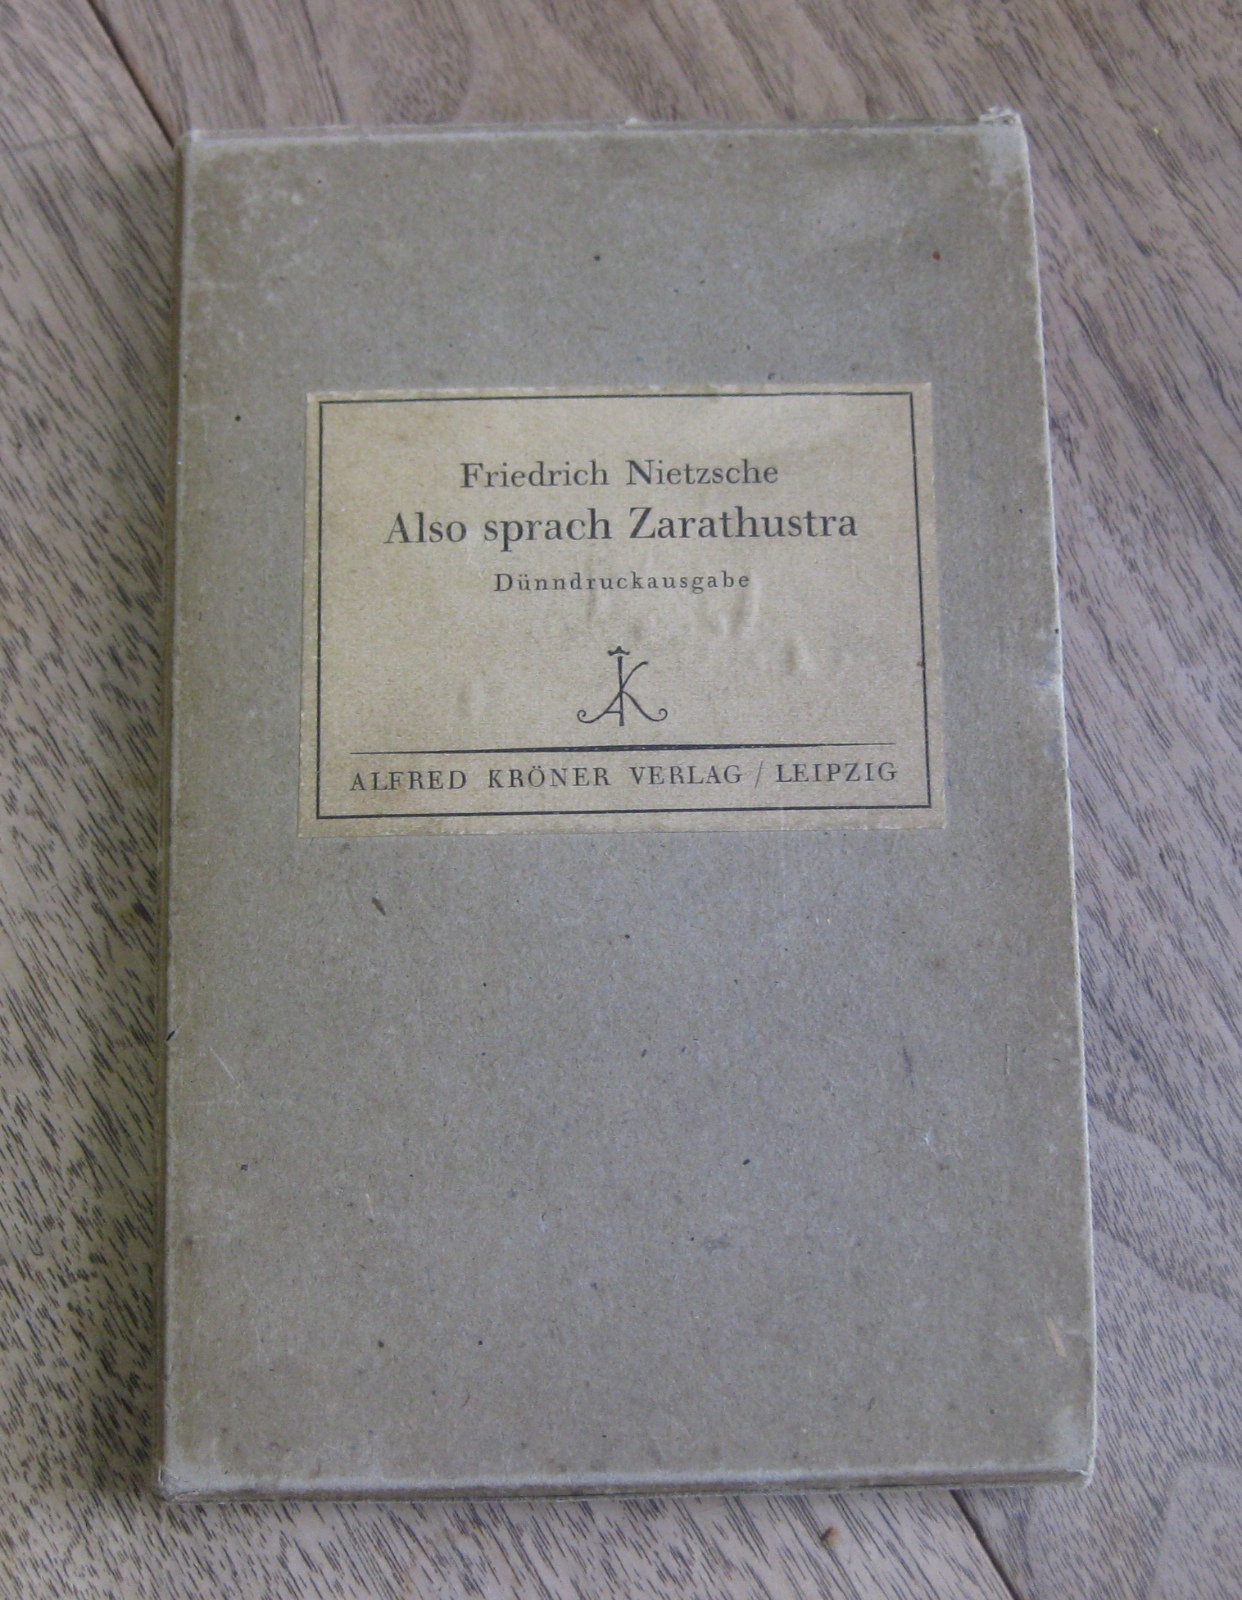 Friedrich Nietzsche
Also sprach Zarathustra
Dünndruckausgabe
AK
ALFRED KRÖNER VERLAG / LEIPZIG